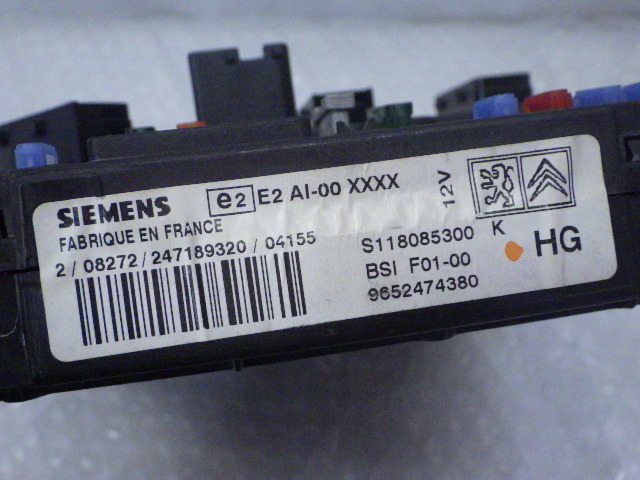 SIEMENS e2 E2 AI-00 XXXX 12V
FABRIQUE EN FRANCE
2/08272/247189320/04155
S118085300 K
BSI F01-00 HG
9652474380